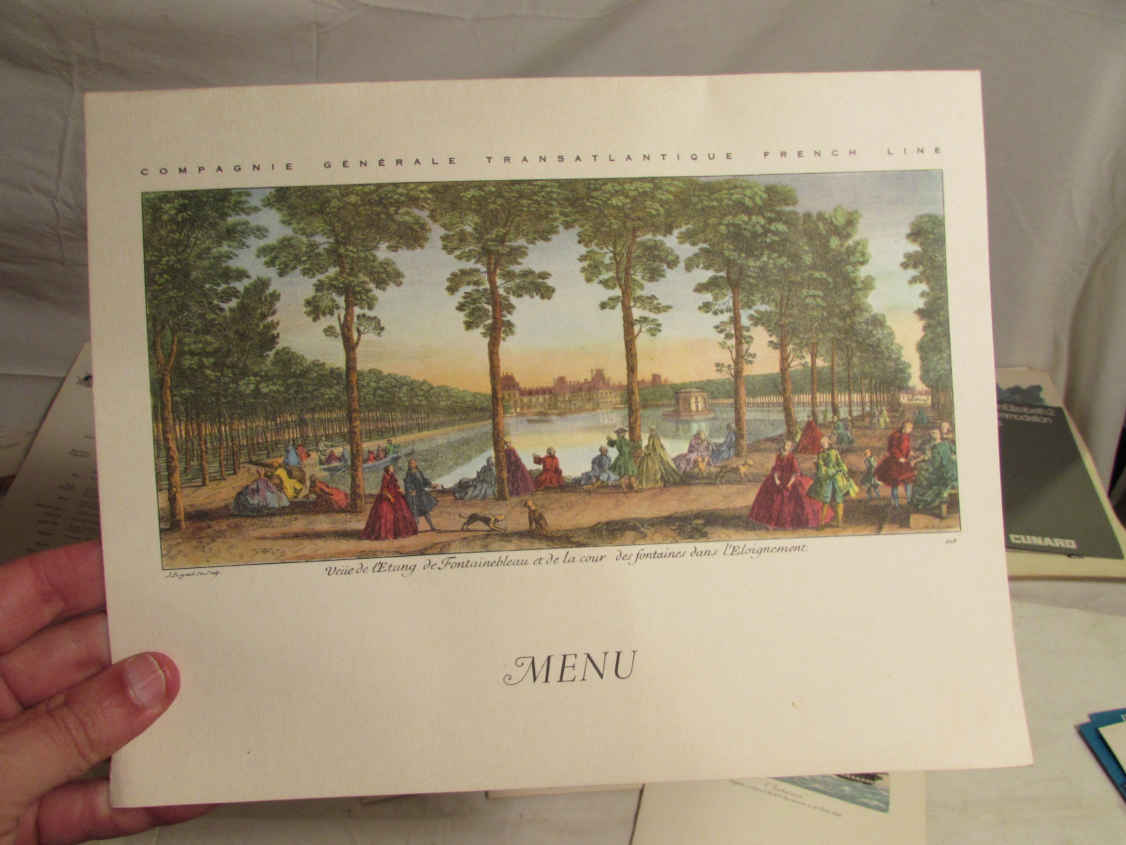 COMPAGNIE GÉNÉRALE TRANSATLANTIQUE FRENCH LINE
Veüe de l'Etang de Fontainebleau et de la cour des fontaines dans l'Eloignement.
MENU
CUNARD